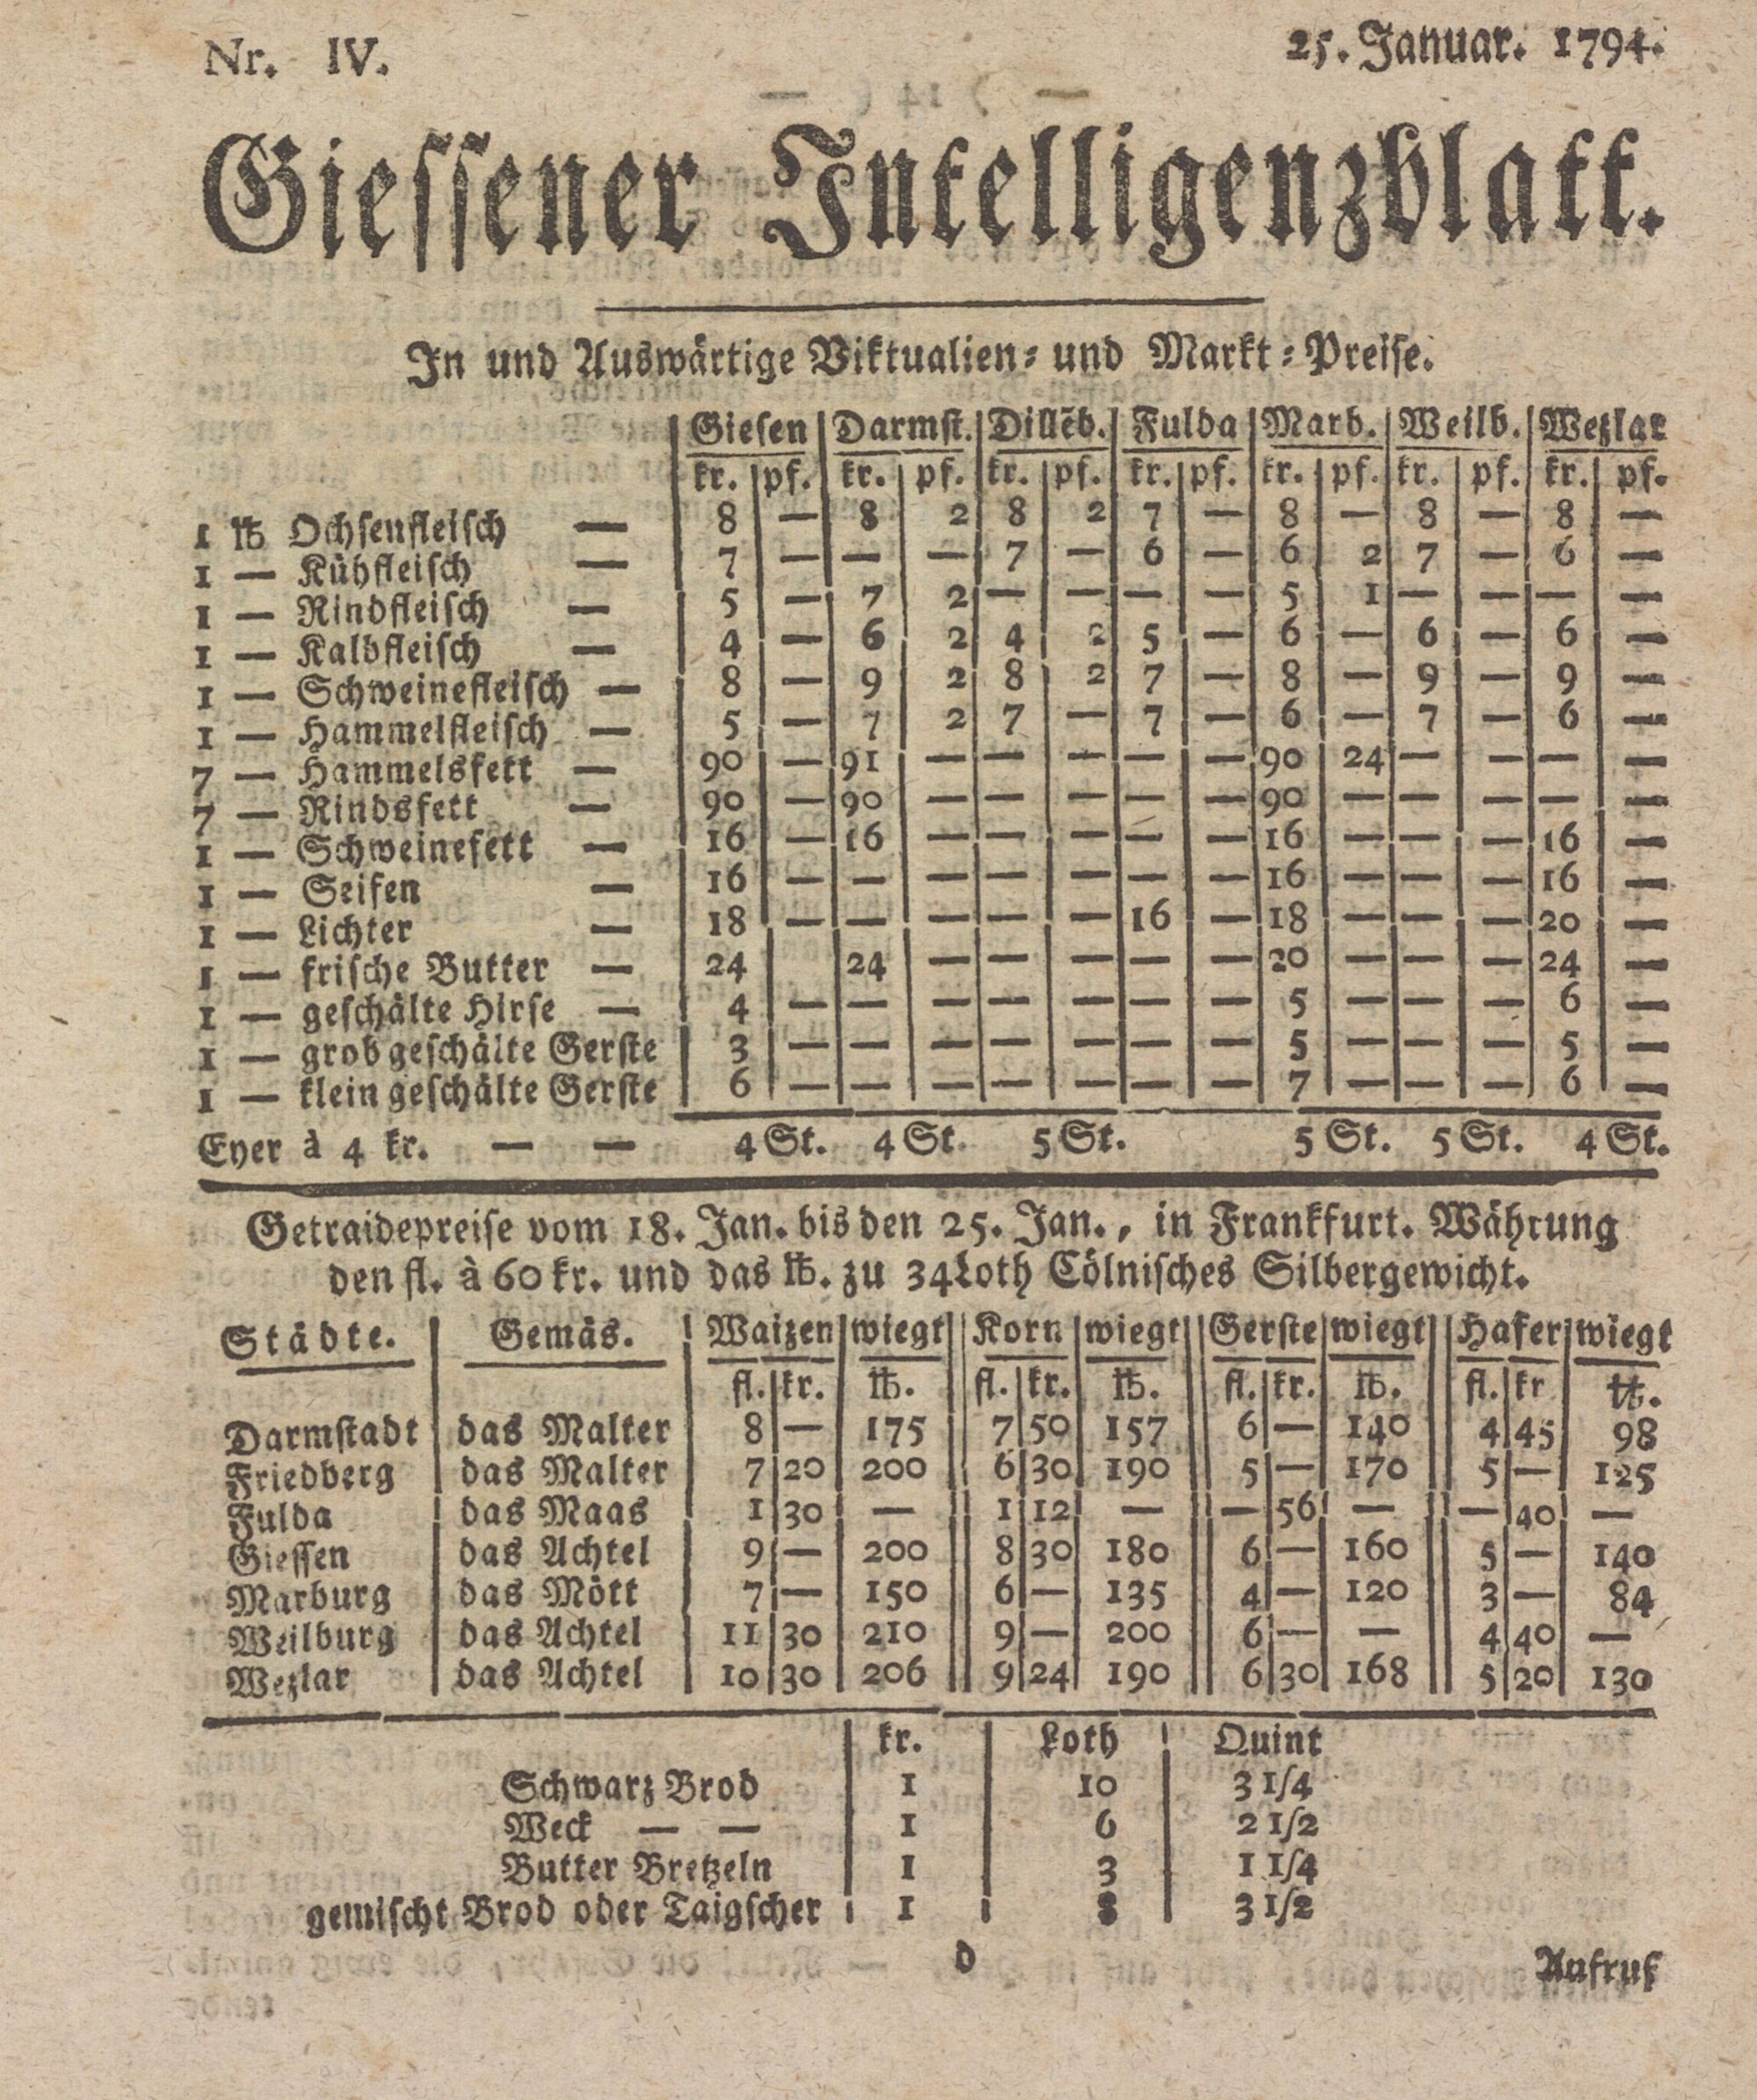 Nr. IV. 25. Januar. 1794.
Giessener Intelligenzblatt.
In und Auswärtige Viktualien- und Markt-Preise.
Giesen | Darmst. | Dillēb. | Fulda | Marb. | Weilb. | Wezlar
kr. | pf. | kr. | pf. | kr. | pf. | kr. | pf. | kr. | pf. | kr. | pf. | kr. | pf.
1 ℔ Ochsenfleisch — 8 — 8 2 8 2 7 — 8 — 8 — 8 —
1 — Kühfleisch — 7 — — — 7 — 6 — 6 2 7 — 6 —
1 — Rindfleisch — 5 — 7 2 — — — — 5 1 — — — —
1 — Kalbfleisch — 4 — 6 2 4 2 5 — 6 — 6 — 6 —
1 — Schweinefleisch — 8 — 9 2 8 2 7 — 8 — 9 — 9 —
1 — Hammelfleisch — 5 — 7 2 7 — 7 — 6 — 7 — 6 —
7 — Hammelsfett — 90 — 91 — — — — — 90 24 — — — —
7 — Rindsfett — 90 — 90 — — — — — 90 — — — — —
1 — Schweinefett — 16 — 16 — — — — — 16 — — — 16 —
1 — Seifen — 16 — — — — — — — 16 — — — 16 —
1 — Lichter — 18 — — — — — 16 — 18 — — — 20 —
1 — frische Butter — 24 24 — — — — — 20 — — — 24 —
1 — geschälte Hirse — 4 — — — — — — — 5 — — — 6 —
1 — grob geschälte Gerste 3 — — — — — — — 5 — — — 5 —
1 — klein geschälte Gerste 6 — — — — — — — 7 — — — 6 —
Eyer à 4 kr. — — 4 St. 4 St. 5 St. 5 St. 5 St. 4 St.
Getraidepreise vom 18. Jan. bis den 25. Jan., in Frankfurt. Währung
den fl. à 60 kr. und das ℔. zu 34 Loth Cölnisches Silbergewicht.
Städte. | Gemäs. | Waizen | wiegt | Korn | wiegt | Gerste | wiegt | Hafer | wiegt
fl. | kr. | ℔. | fl. | kr. | ℔. | fl. | kr. | ℔. | fl. | kr | ℔.
Darmstadt das Malter 8 — 175 7 50 157 6 — 140 4 45 98
Friedberg das Malter 7 20 200 6 30 190 5 — 170 5 — 125
Fulda das Maas 1 30 — 1 12 — — 56 — — 40 —
Giessen das Achtel 9 — 200 8 30 180 6 — 160 5 — 140
Marburg das Mött 7 — 150 6 — 135 4 — 120 3 — 84
Weilburg das Achtel 11 30 210 9 — 200 6 — — 4 40 —
Wezlar das Achtel 10 30 206 9 24 190 6 30 168 5 20 130
kr. | Loth | Quint
Schwarz Brod 1 10 3 1/4
Weck — — 1 6 2 1/2
Butter Bretzeln 1 3 1 1/4
gemischt Brod oder Taigscher 1 8 3 1/2
d Aufruf